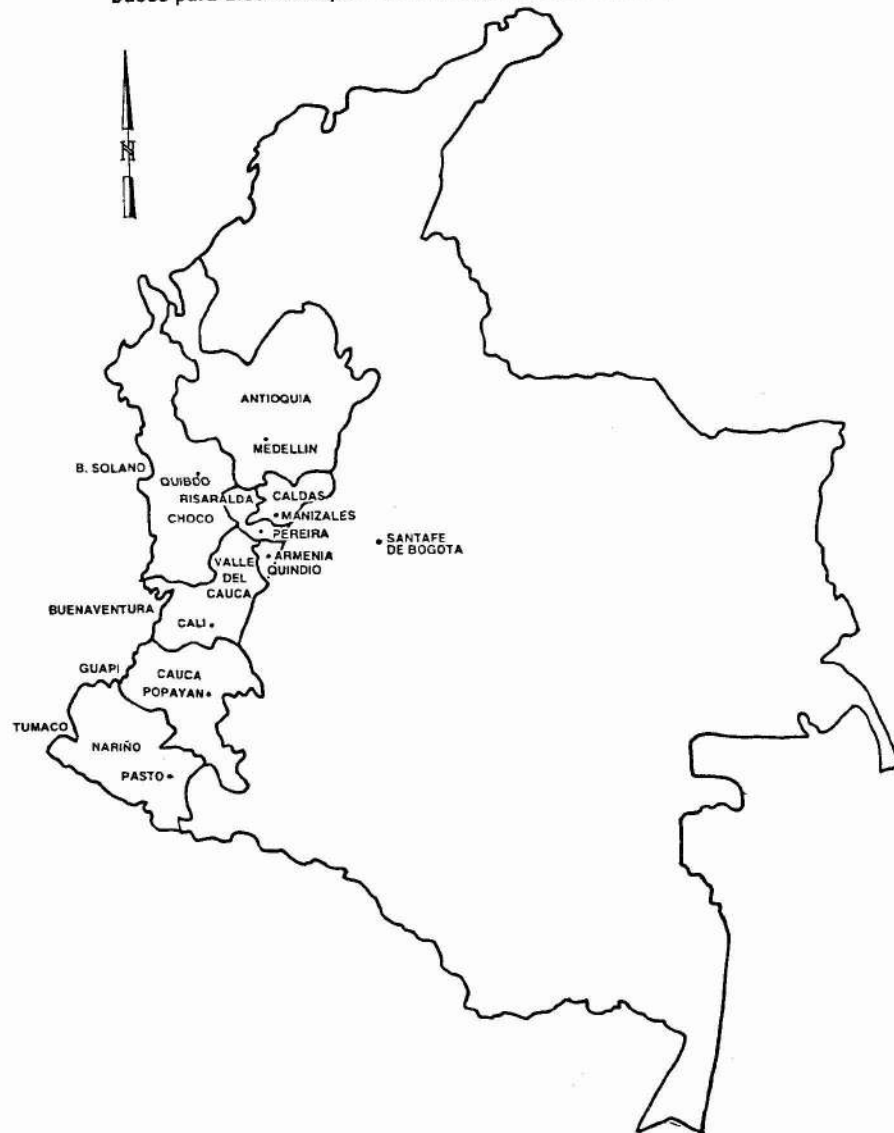 N
ANTIOQUIA
MEDELLIN
B. SOLANO
QUIBDO
RISARALDA
CALDAS
CHOCO
MANIZALES
PEREIRA
SANTAFE
DE BOGOTA
ARMENIA
QUINDIO
VALLE
DEL
CAUCA
BUENAVENTURA
CALI
GUAPI
CAUCA
POPAYAN
TUMACO
NARIÑO
PASTO